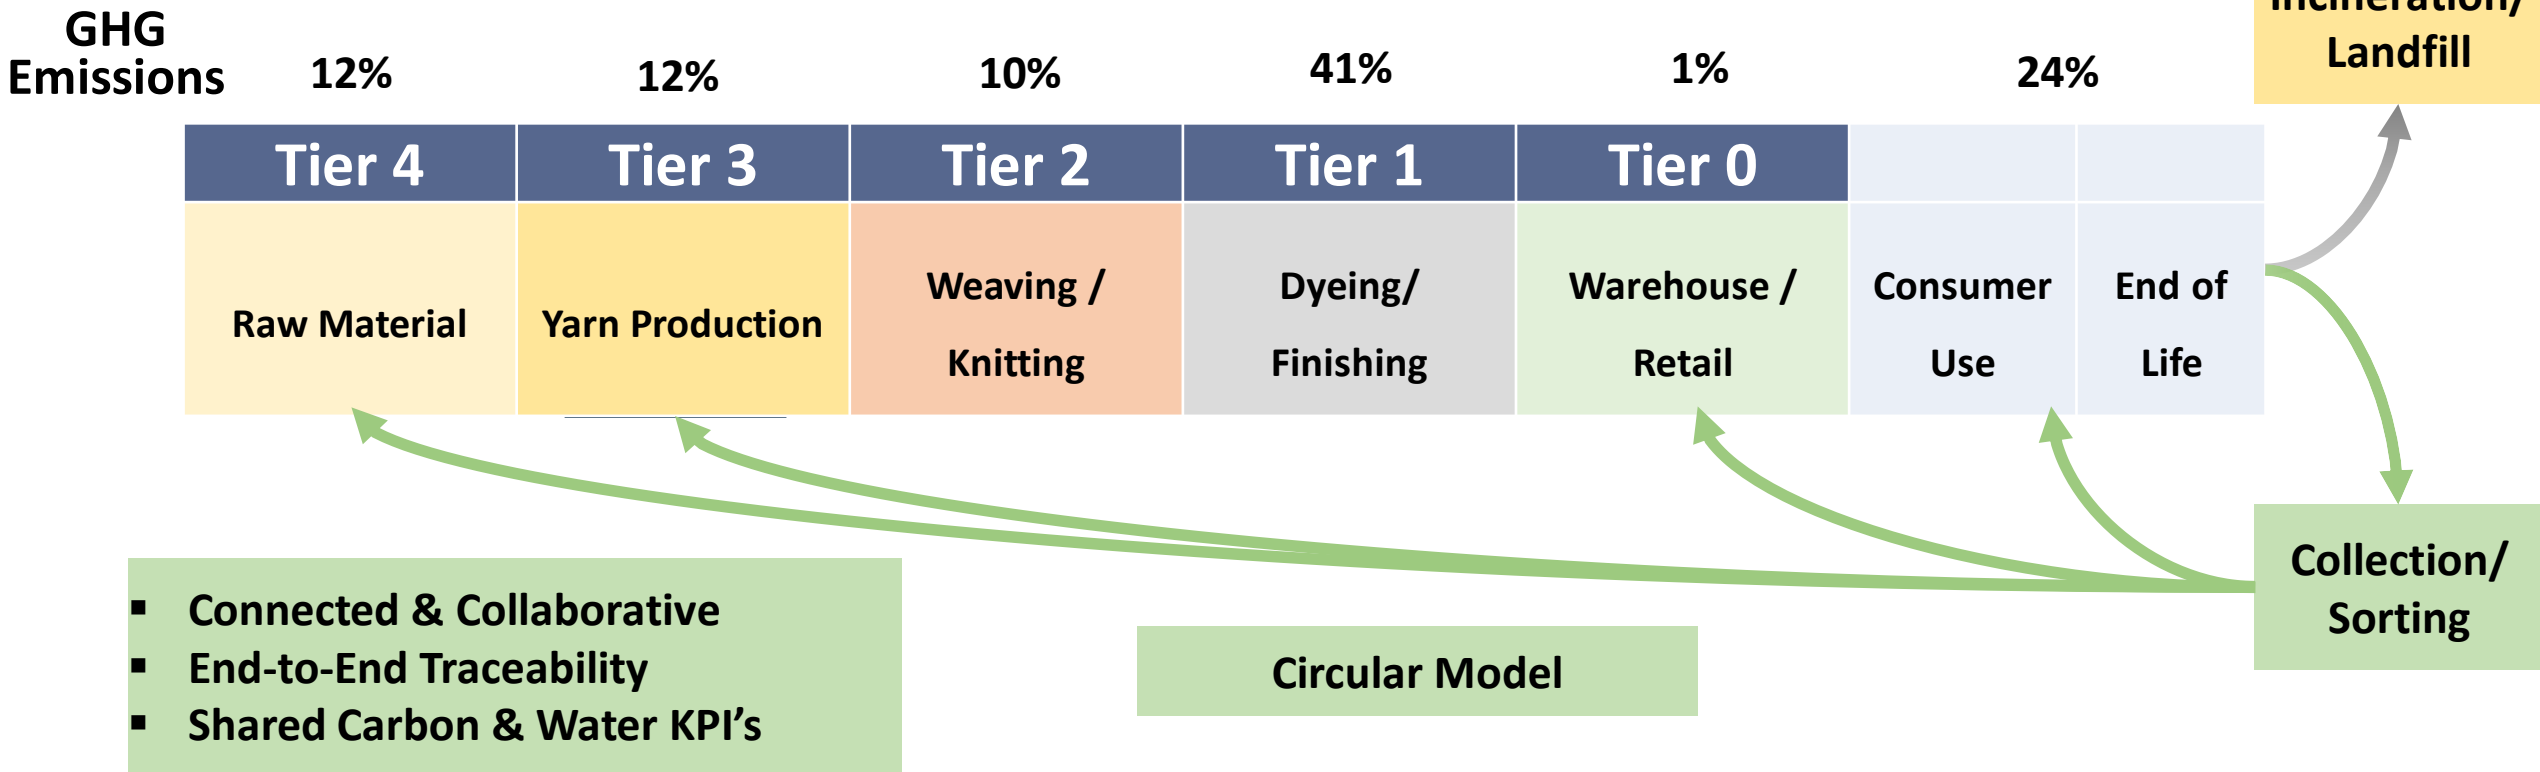 GHG
Emissions
12%
12%
10%
41%
1%
24%
Incineration/
Landfill
Tier 4
Tier 3
Tier 2
Tier 1
Tier 0
Raw Material
Yarn Production
Weaving /
Knitting
Dyeing/
Finishing
Warehouse /
Retail
Consumer
Use
End of
Life
Collection/
Sorting
▪ Connected & Collaborative
▪ End-to-End Traceability
▪ Shared Carbon & Water KPI’s
Circular Model